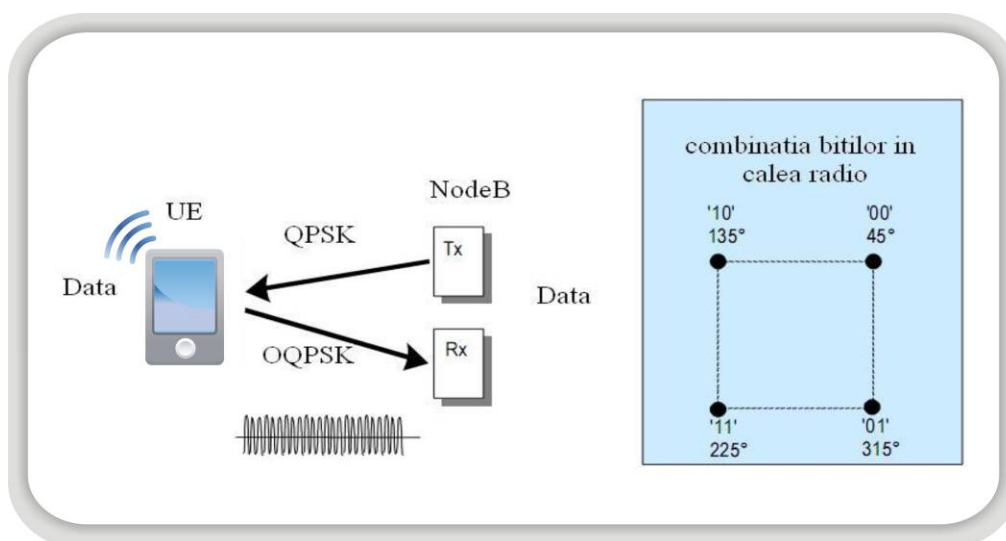 UE
NodeB
QPSK
Tx
Data
Data
OQPSK
Rx
combinatia bitilor in
calea radio
'10'
135°
'00'
45°
'11'
225°
'01'
315°